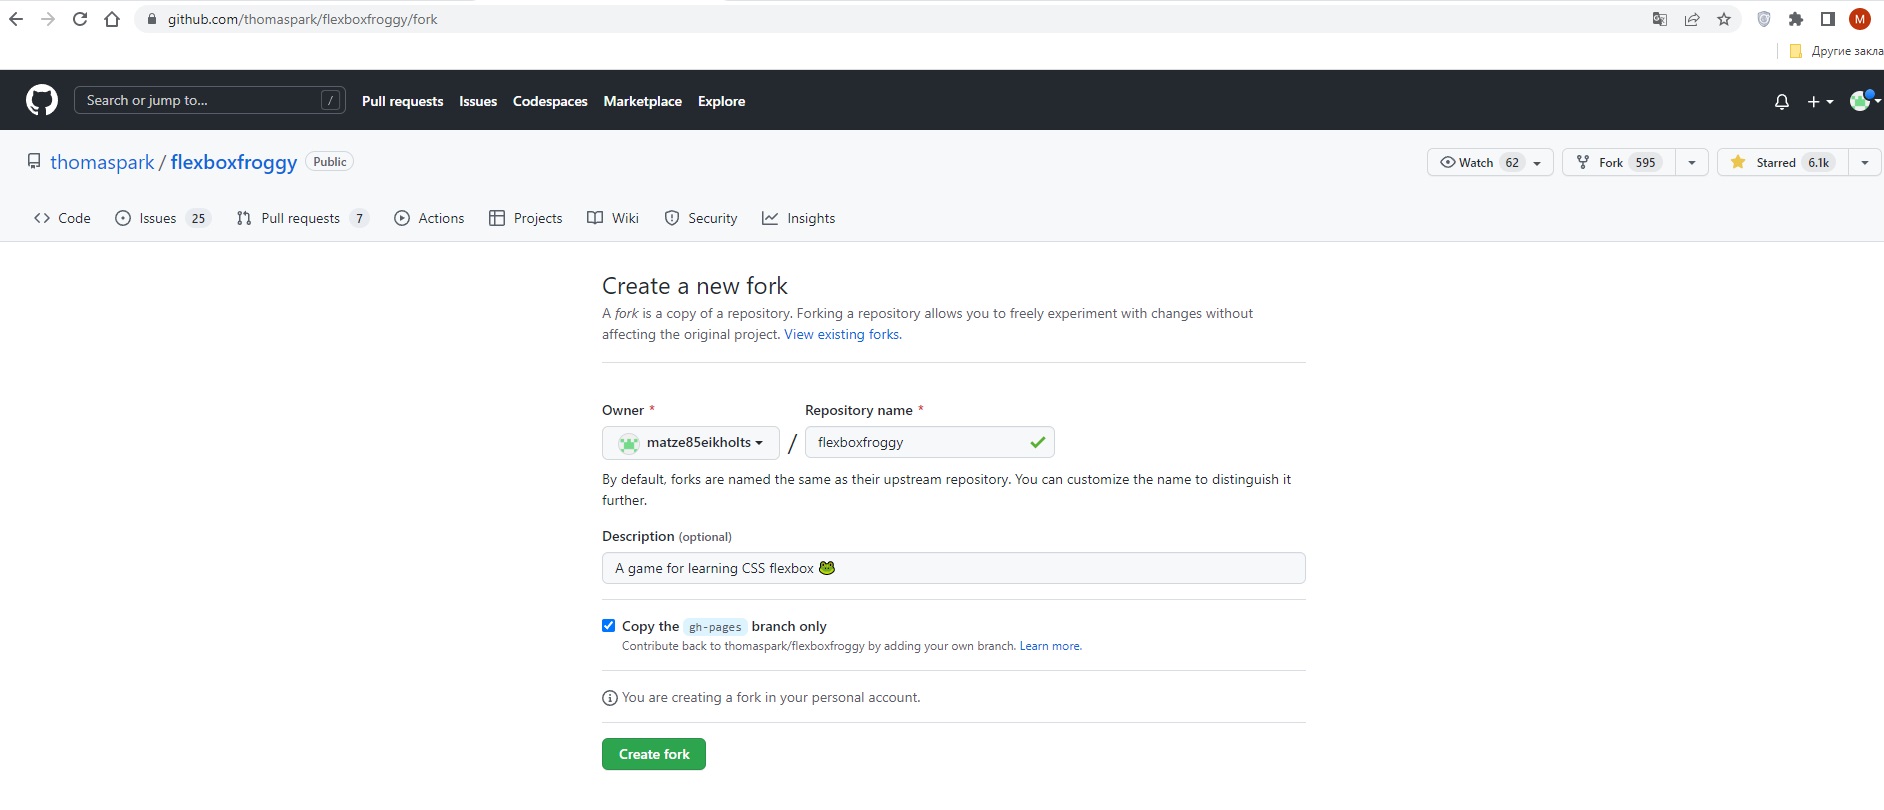 github.com/thomaspark/flexboxfroggy/fork
M
Другие закла
Search or jump to... /
Pull requests Issues Codespaces Marketplace Explore
thomaspark / flexboxfroggy Public
Watch 62
Fork 595
Starred 6.1k
Code Issues 25 Pull requests 7 Actions Projects Wiki Security Insights
Create a new fork
A fork is a copy of a repository. Forking a repository allows you to freely experiment with changes without
affecting the original project. View existing forks.
Owner * Repository name *
matze85eikholts / flexboxfroggy
By default, forks are named the same as their upstream repository. You can customize the name to distinguish it
further.
Description (optional)
A game for learning CSS flexbox 🐸
Copy the gh-pages branch only
Contribute back to thomaspark/flexboxfroggy by adding your own branch. Learn more.
You are creating a fork in your personal account.
Create fork